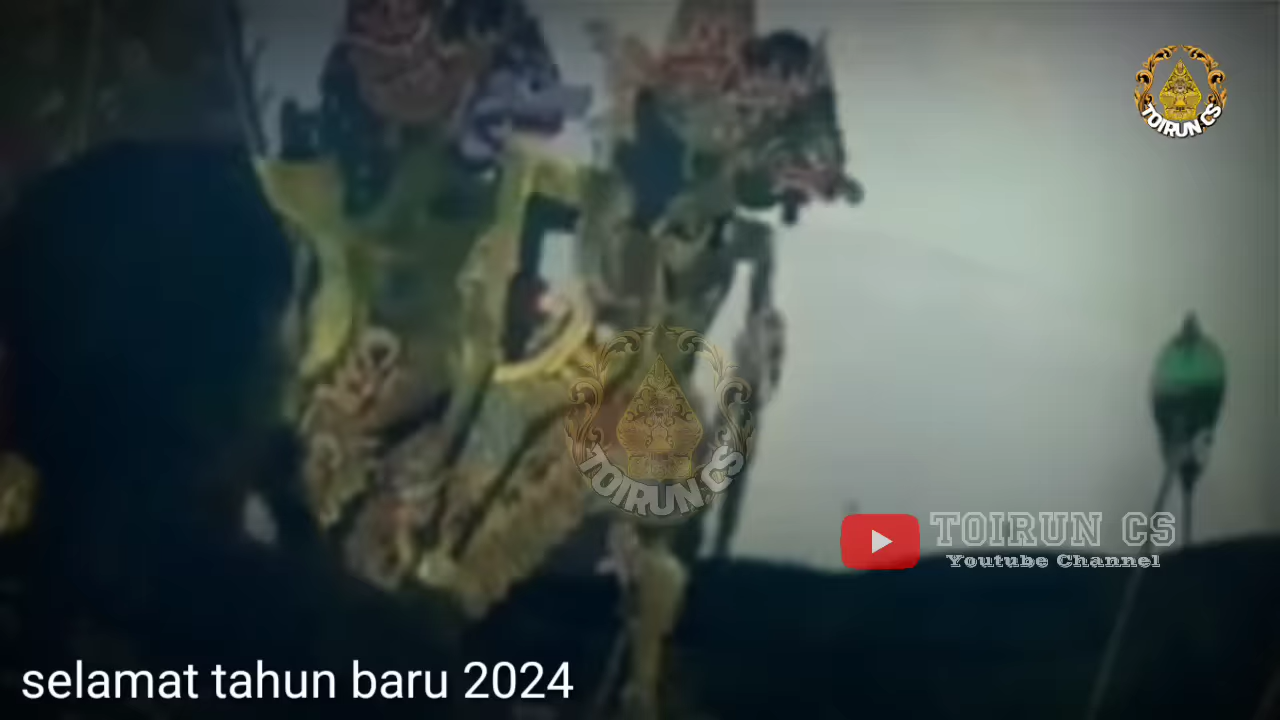 TOIRUN.CS
TOIRUN.CS
TOIRUN CS
Youtube Channel
selamat tahun baru 2024